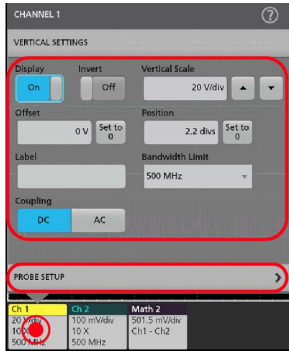 CHANNEL 1
?
VERTICAL SETTINGS
Display Invert Vertical Scale
On Off 20 V/div
Offset Position
0 V Set to 0 2.2 divs Set to 0
Label Bandwidth Limit
500 MHz
Coupling
DC AC
PROBE SETUP
Ch 1 Ch 2 Math 2
20 V/div 100 mV/div 501.5 mV/div
10 X 10 X Ch1 - Ch2
500 MHz 500 MHz